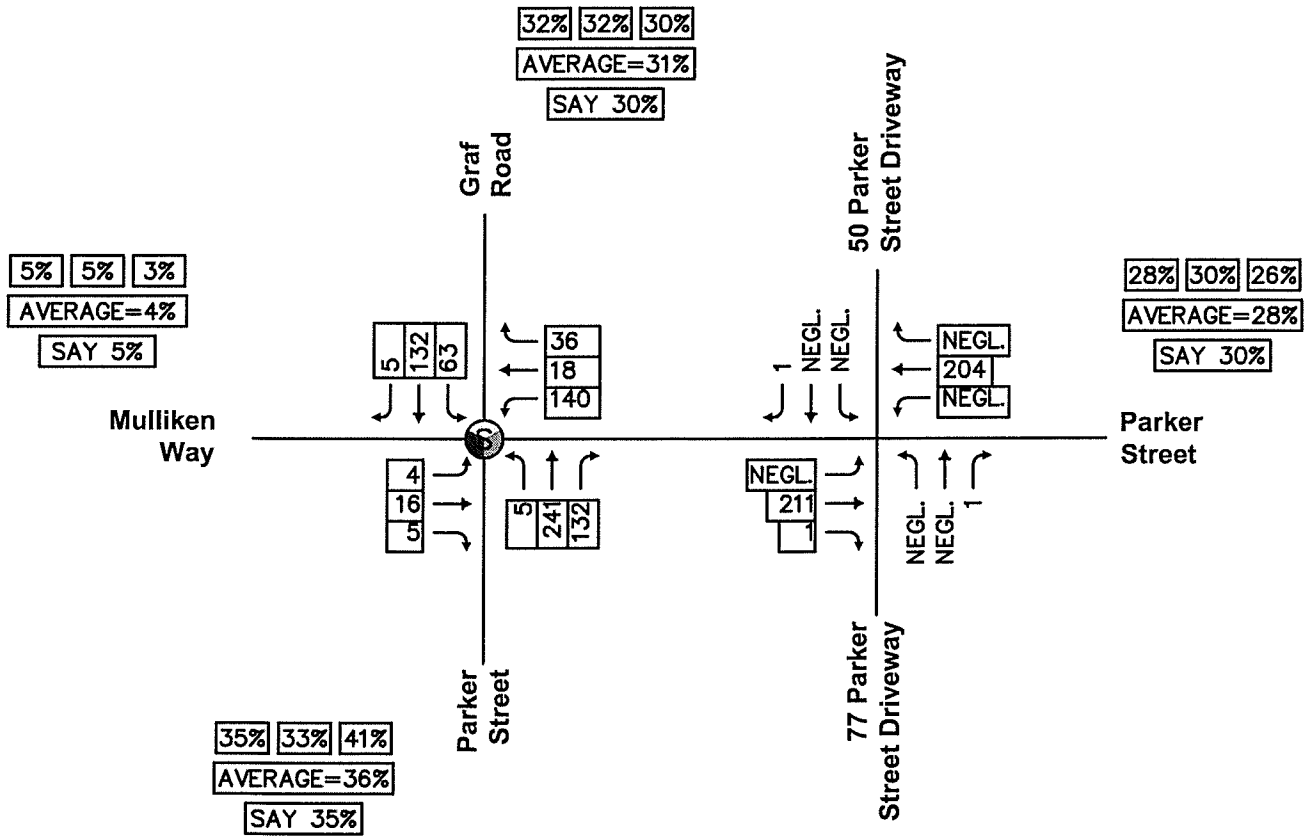 32% 32% 30%
AVERAGE=31%
SAY 30%
Graf
Road
50 Parker
Street Driveway
5% 5% 3%
AVERAGE=4%
SAY 5%
28% 30% 26%
AVERAGE=28%
SAY 30%
5 132 63
36
18
140
1 NEGL. NEGL.
NEGL.
204
NEGL.
Mulliken
Way
S
Parker
Street
4
16
5
5 241 132
NEGL.
211
1
NEGL. NEGL. 1
Parker
Street
77 Parker
Street Driveway
35% 33% 41%
AVERAGE=36%
SAY 35%